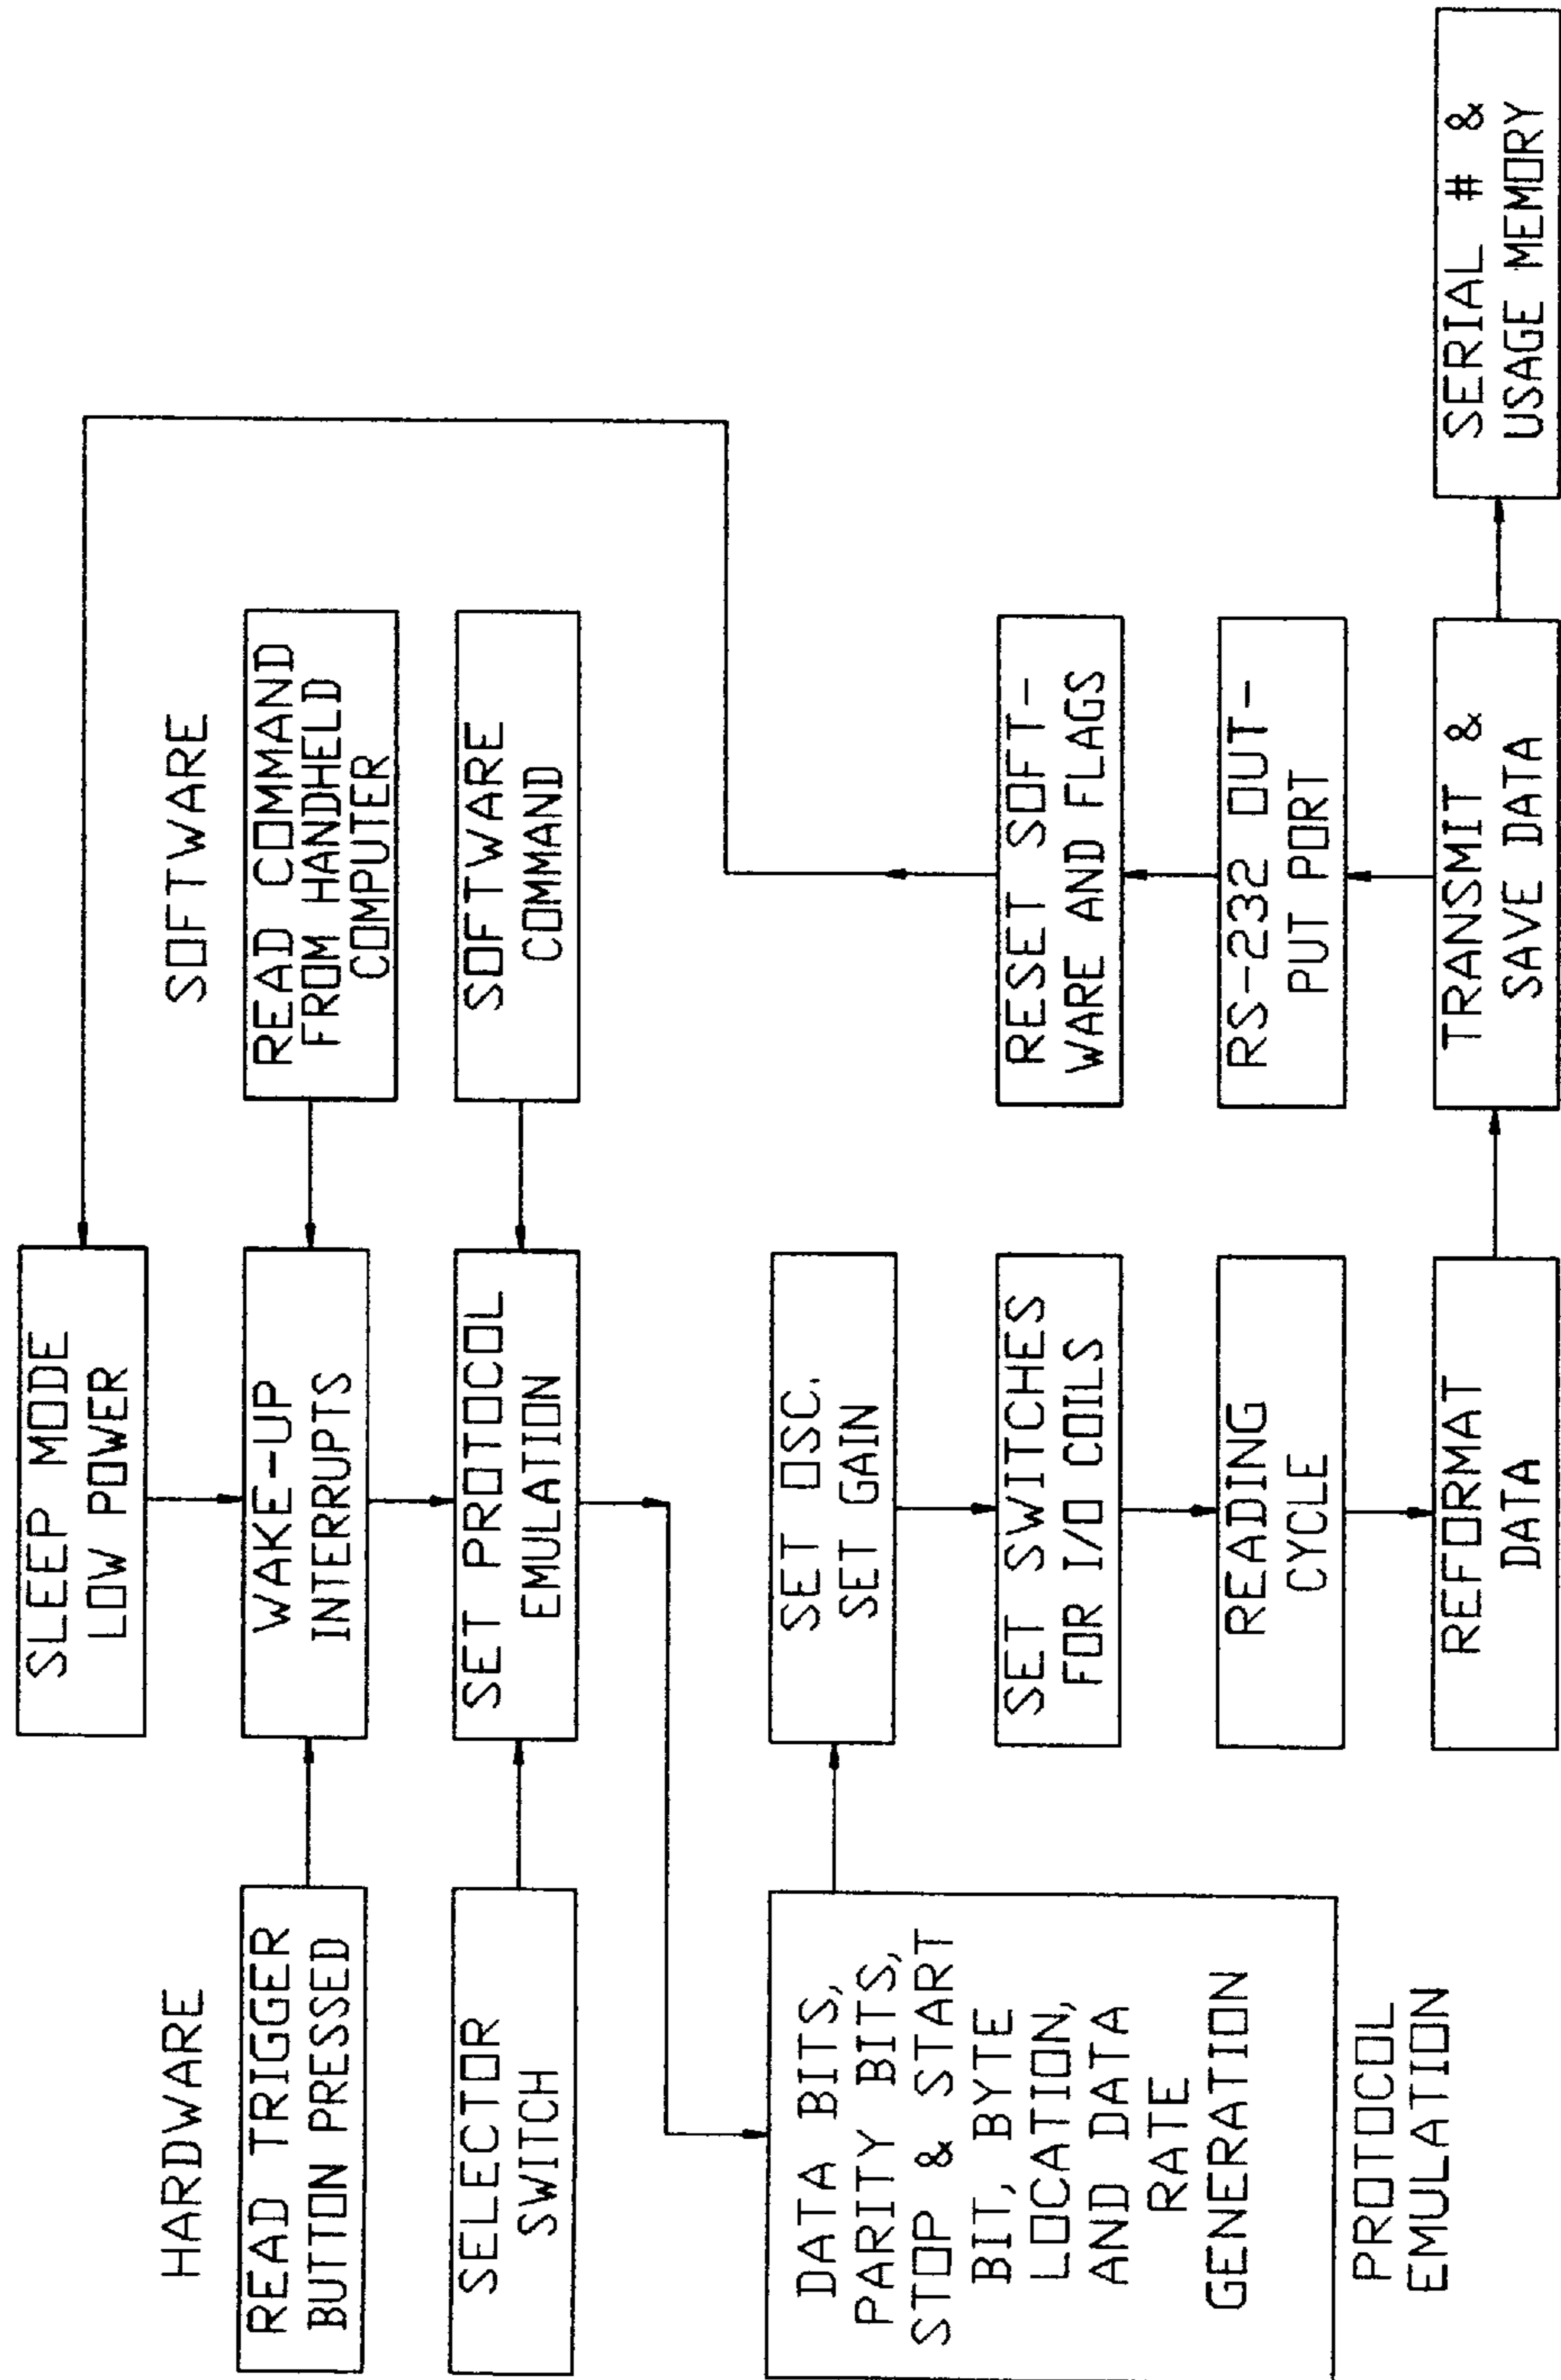 SLEEP MODE
LOW POWER
HARDWARE
SOFTWARE
READ TRIGGER
BUTTON PRESSED
WAKE-UP
INTERRUPTS
READ COMMAND
FROM HANDHELD
COMPUTER
SELECTOR
SWITCH
SET PROTOCOL
EMULATION
SOFTWARE
COMMAND
DATA BITS,
PARITY BITS,
STOP & START
BIT, BYTE
LOCATION,
AND DATA
RATE
GENERATION
PROTOCOL
EMULATION
SET OSC.
SET GAIN
SET SWITCHES
FOR I/O COILS
READING
CYCLE
REFORMAT
DATA
RESET SOFT-
WARE AND FLAGS
RS-232 OUT-
PUT PORT
TRANSMIT &
SAVE DATA
SERIAL # &
USAGE MEMORY